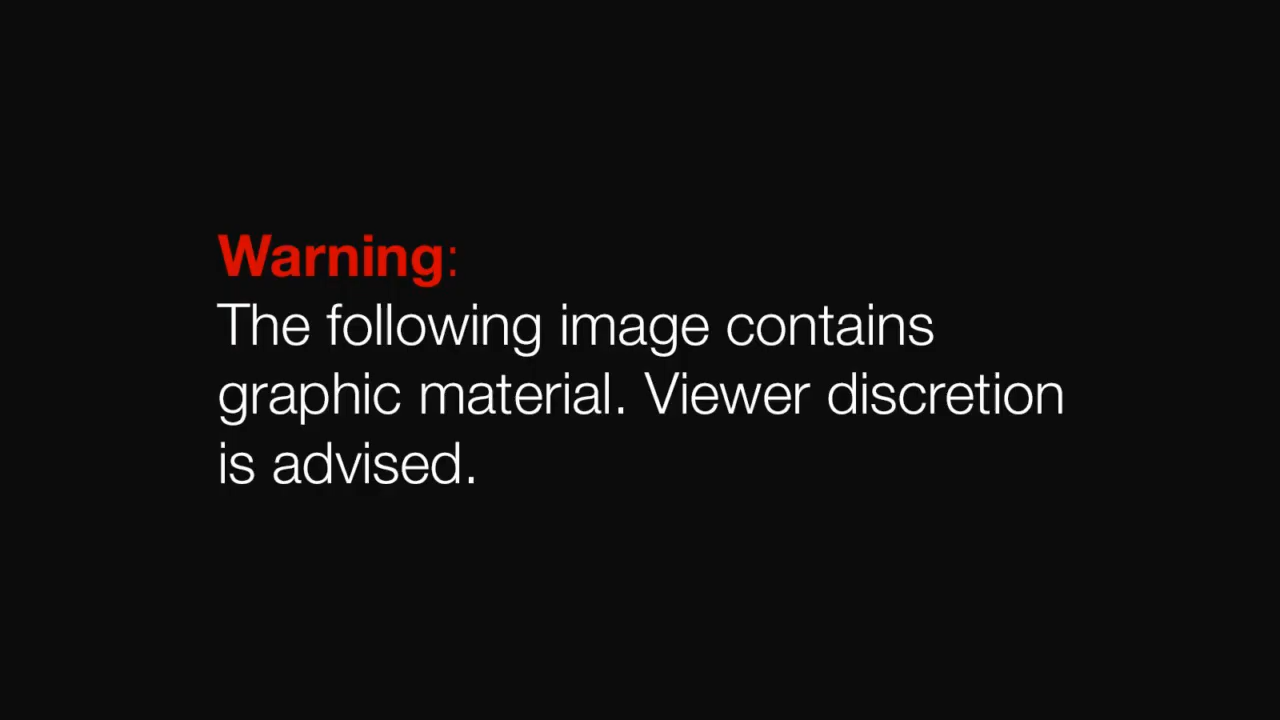 Warning:
The following image contains
graphic material. Viewer discretion
is advised.